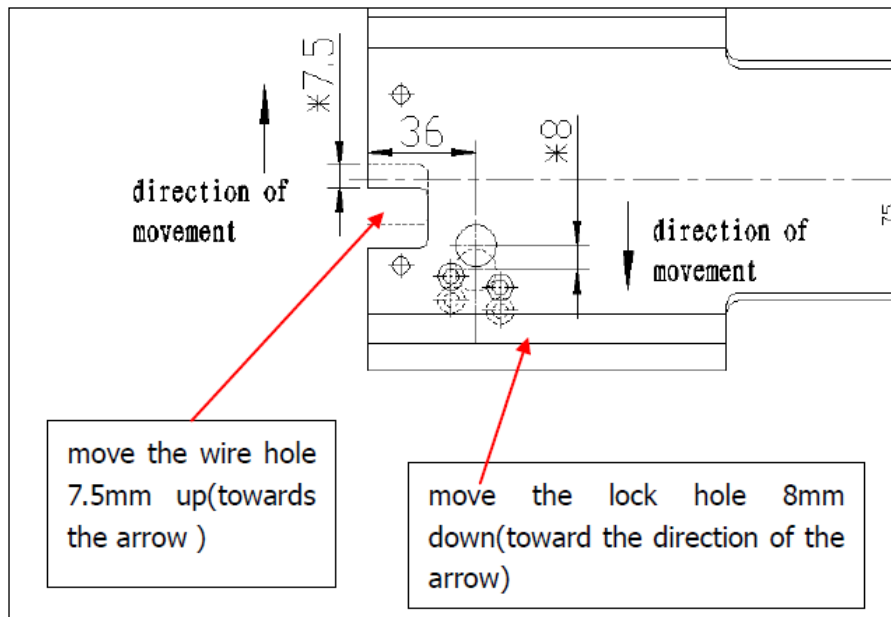 *7.5
36
*8
direction of
movement
direction of
movement
75
move the wire hole
7.5mm up(towards
the arrow )
move the lock hole 8mm
down(toward the direction of the
arrow)